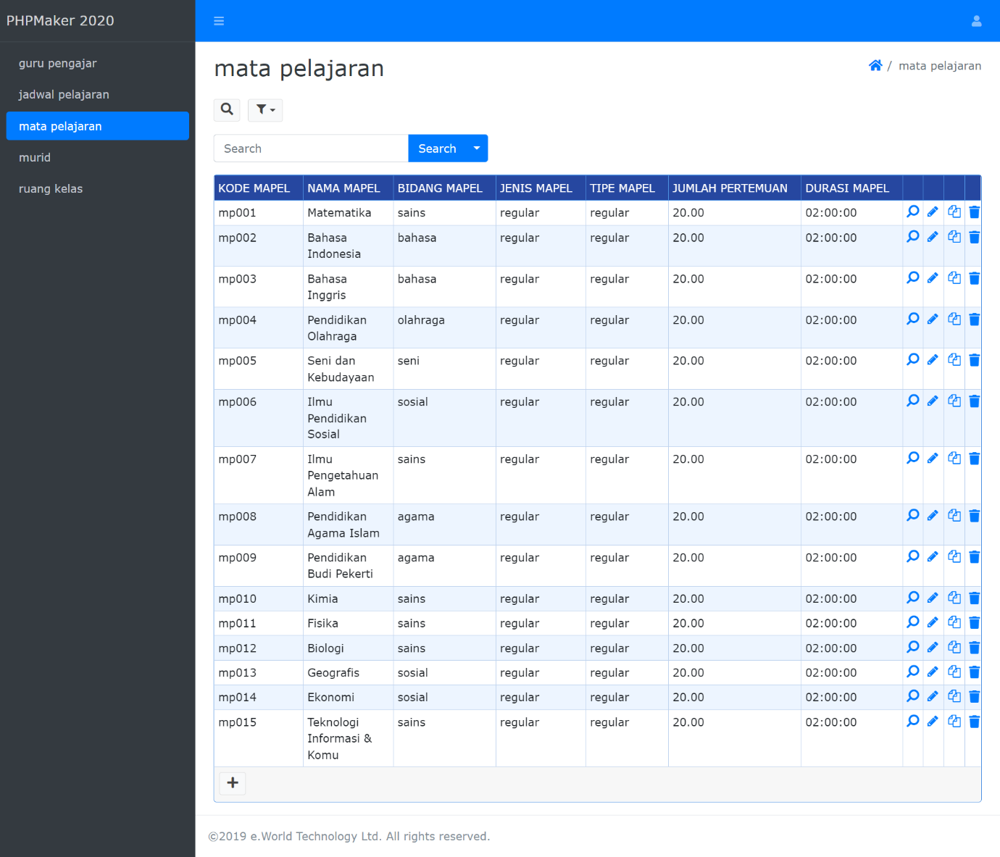 PHPMaker 2020
guru pengajar
jadwal pelajaran
mata pelajaran
murid
ruang kelas
mata pelajaran
/ mata pelajaran
Search Search
KODE MAPEL NAMA MAPEL BIDANG MAPEL JENIS MAPEL TIPE MAPEL JUMLAH PERTEMUAN DURASI MAPEL
mp001 Matematika sains regular regular 20.00 02:00:00
mp002 Bahasa bahasa regular regular 20.00 02:00:00
Indonesia
mp003 Bahasa bahasa regular regular 20.00 02:00:00
Inggris
mp004 Pendidikan olahraga regular regular 20.00 02:00:00
Olahraga
mp005 Seni dan seni regular regular 20.00 02:00:00
Kebudayaan
mp006 Ilmu sosial regular regular 20.00 02:00:00
Pendidikan
Sosial
mp007 Ilmu sains regular regular 20.00 02:00:00
Pengetahuan
Alam
mp008 Pendidikan agama regular regular 20.00 02:00:00
Agama Islam
mp009 Pendidikan agama regular regular 20.00 02:00:00
Budi Pekerti
mp010 Kimia sains regular regular 20.00 02:00:00
mp011 Fisika sains regular regular 20.00 02:00:00
mp012 Biologi sains regular regular 20.00 02:00:00
mp013 Geografis sosial regular regular 20.00 02:00:00
mp014 Ekonomi sosial regular regular 20.00 02:00:00
mp015 Teknologi sains regular regular 20.00 02:00:00
Informasi &
Komu
©2019 e.World Technology Ltd. All rights reserved.